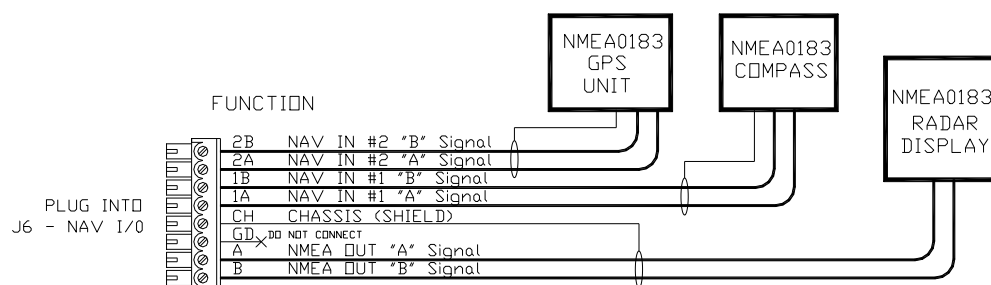 NMEA0183
GPS
UNIT
NMEA0183
COMPASS
NMEA0183
RADAR
DISPLAY
FUNCTION
2B NAV IN #2 "B" Signal
2A NAV IN #2 "A" Signal
1B NAV IN #1 "B" Signal
1A NAV IN #1 "A" Signal
CH CHASSIS (SHIELD)
GD DO NOT CONNECT
A NMEA OUT "A" Signal
B NMEA OUT "B" Signal
PLUG INTO
J6 - NAV I/O